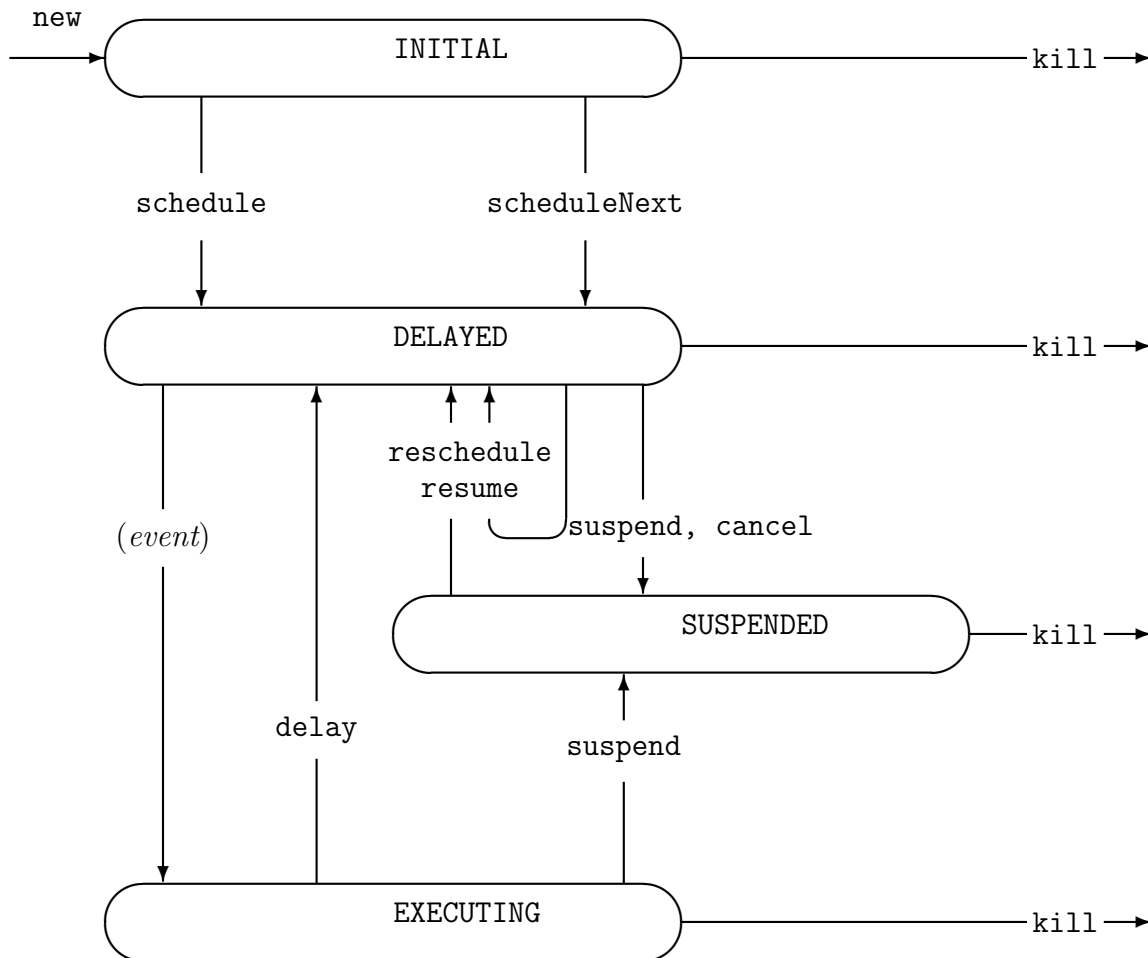 new
INITIAL
kill
schedule
scheduleNext
DELAYED
kill
reschedule
resume
(event)
suspend, cancel
SUSPENDED
kill
delay
suspend
EXECUTING
kill